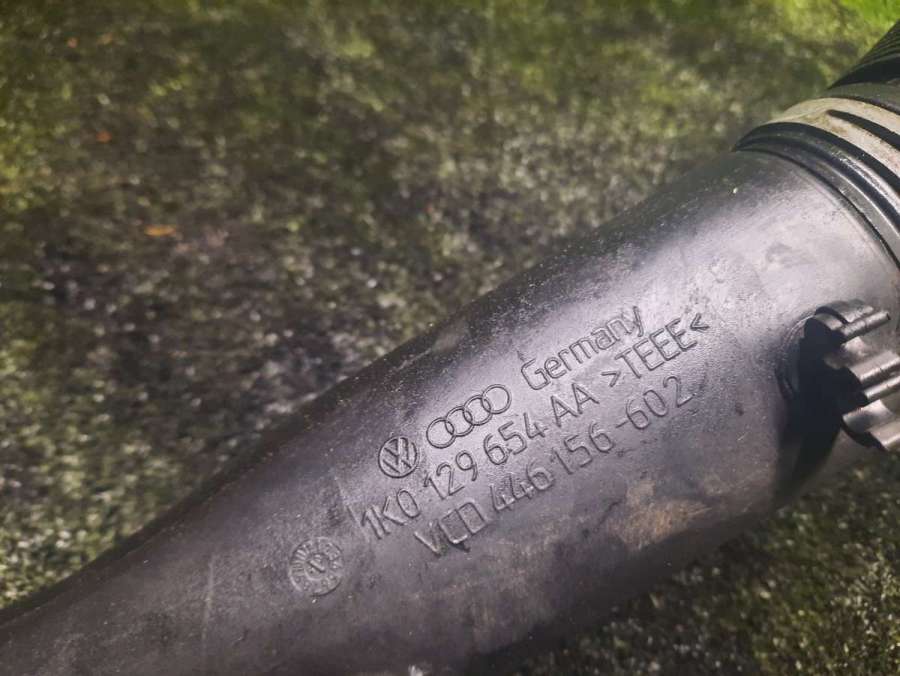 Germany
1K0 129 654 AA >TEEE<
VCD 446 156-602